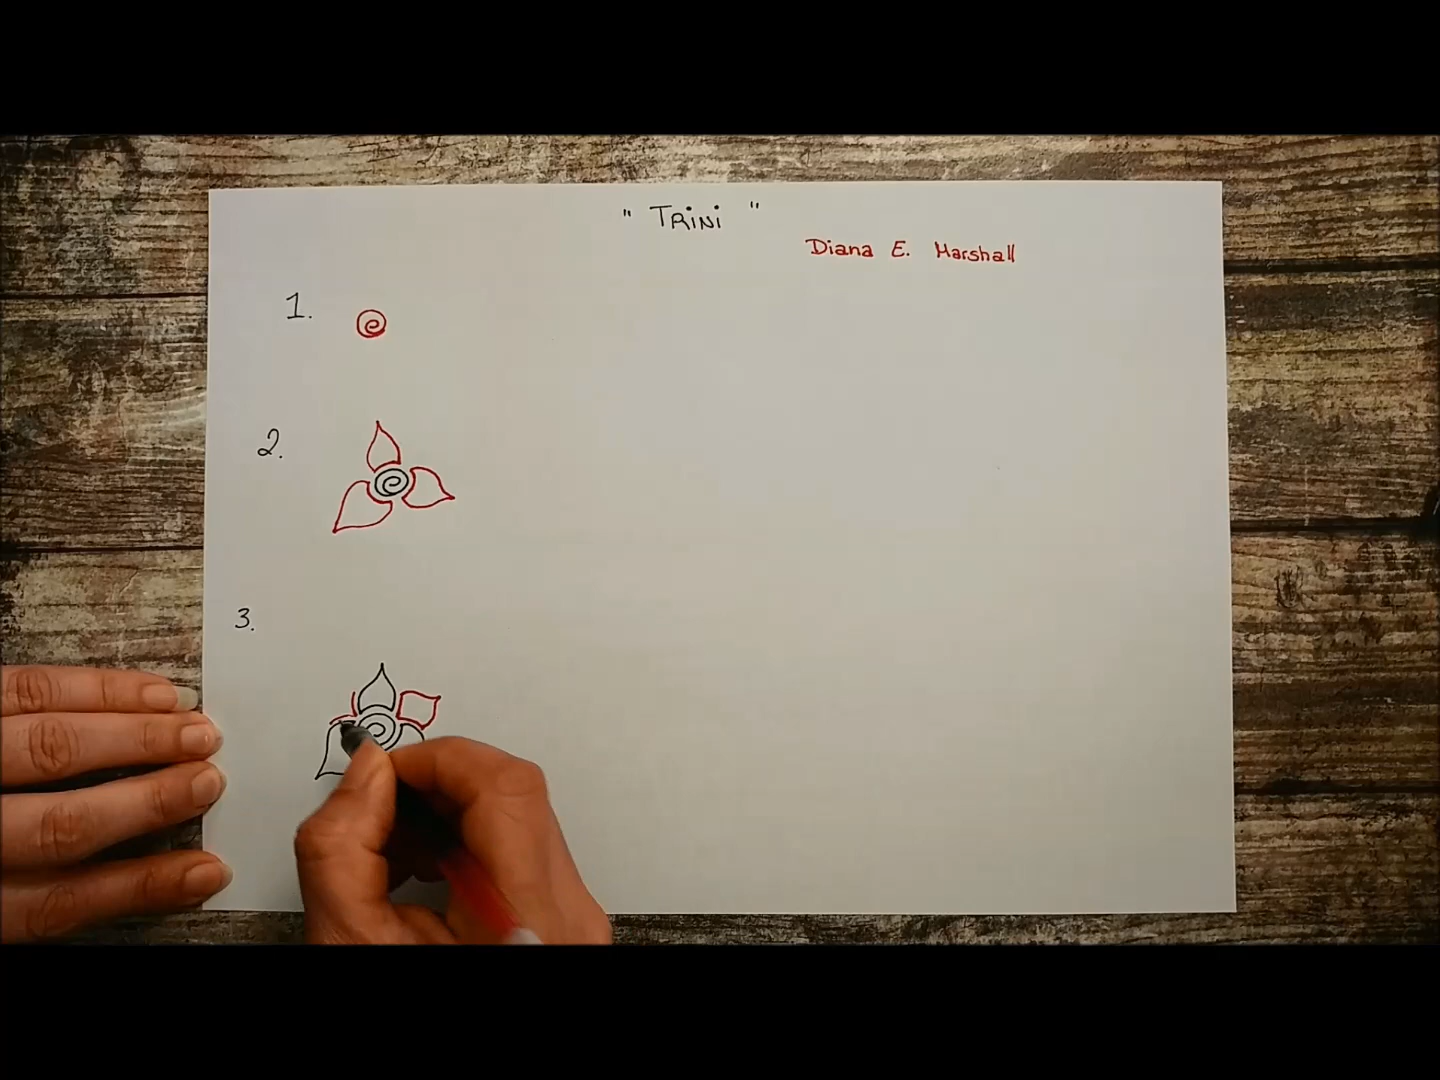 " TRiNi "
Diana E. Marshall
1.
2.
3.